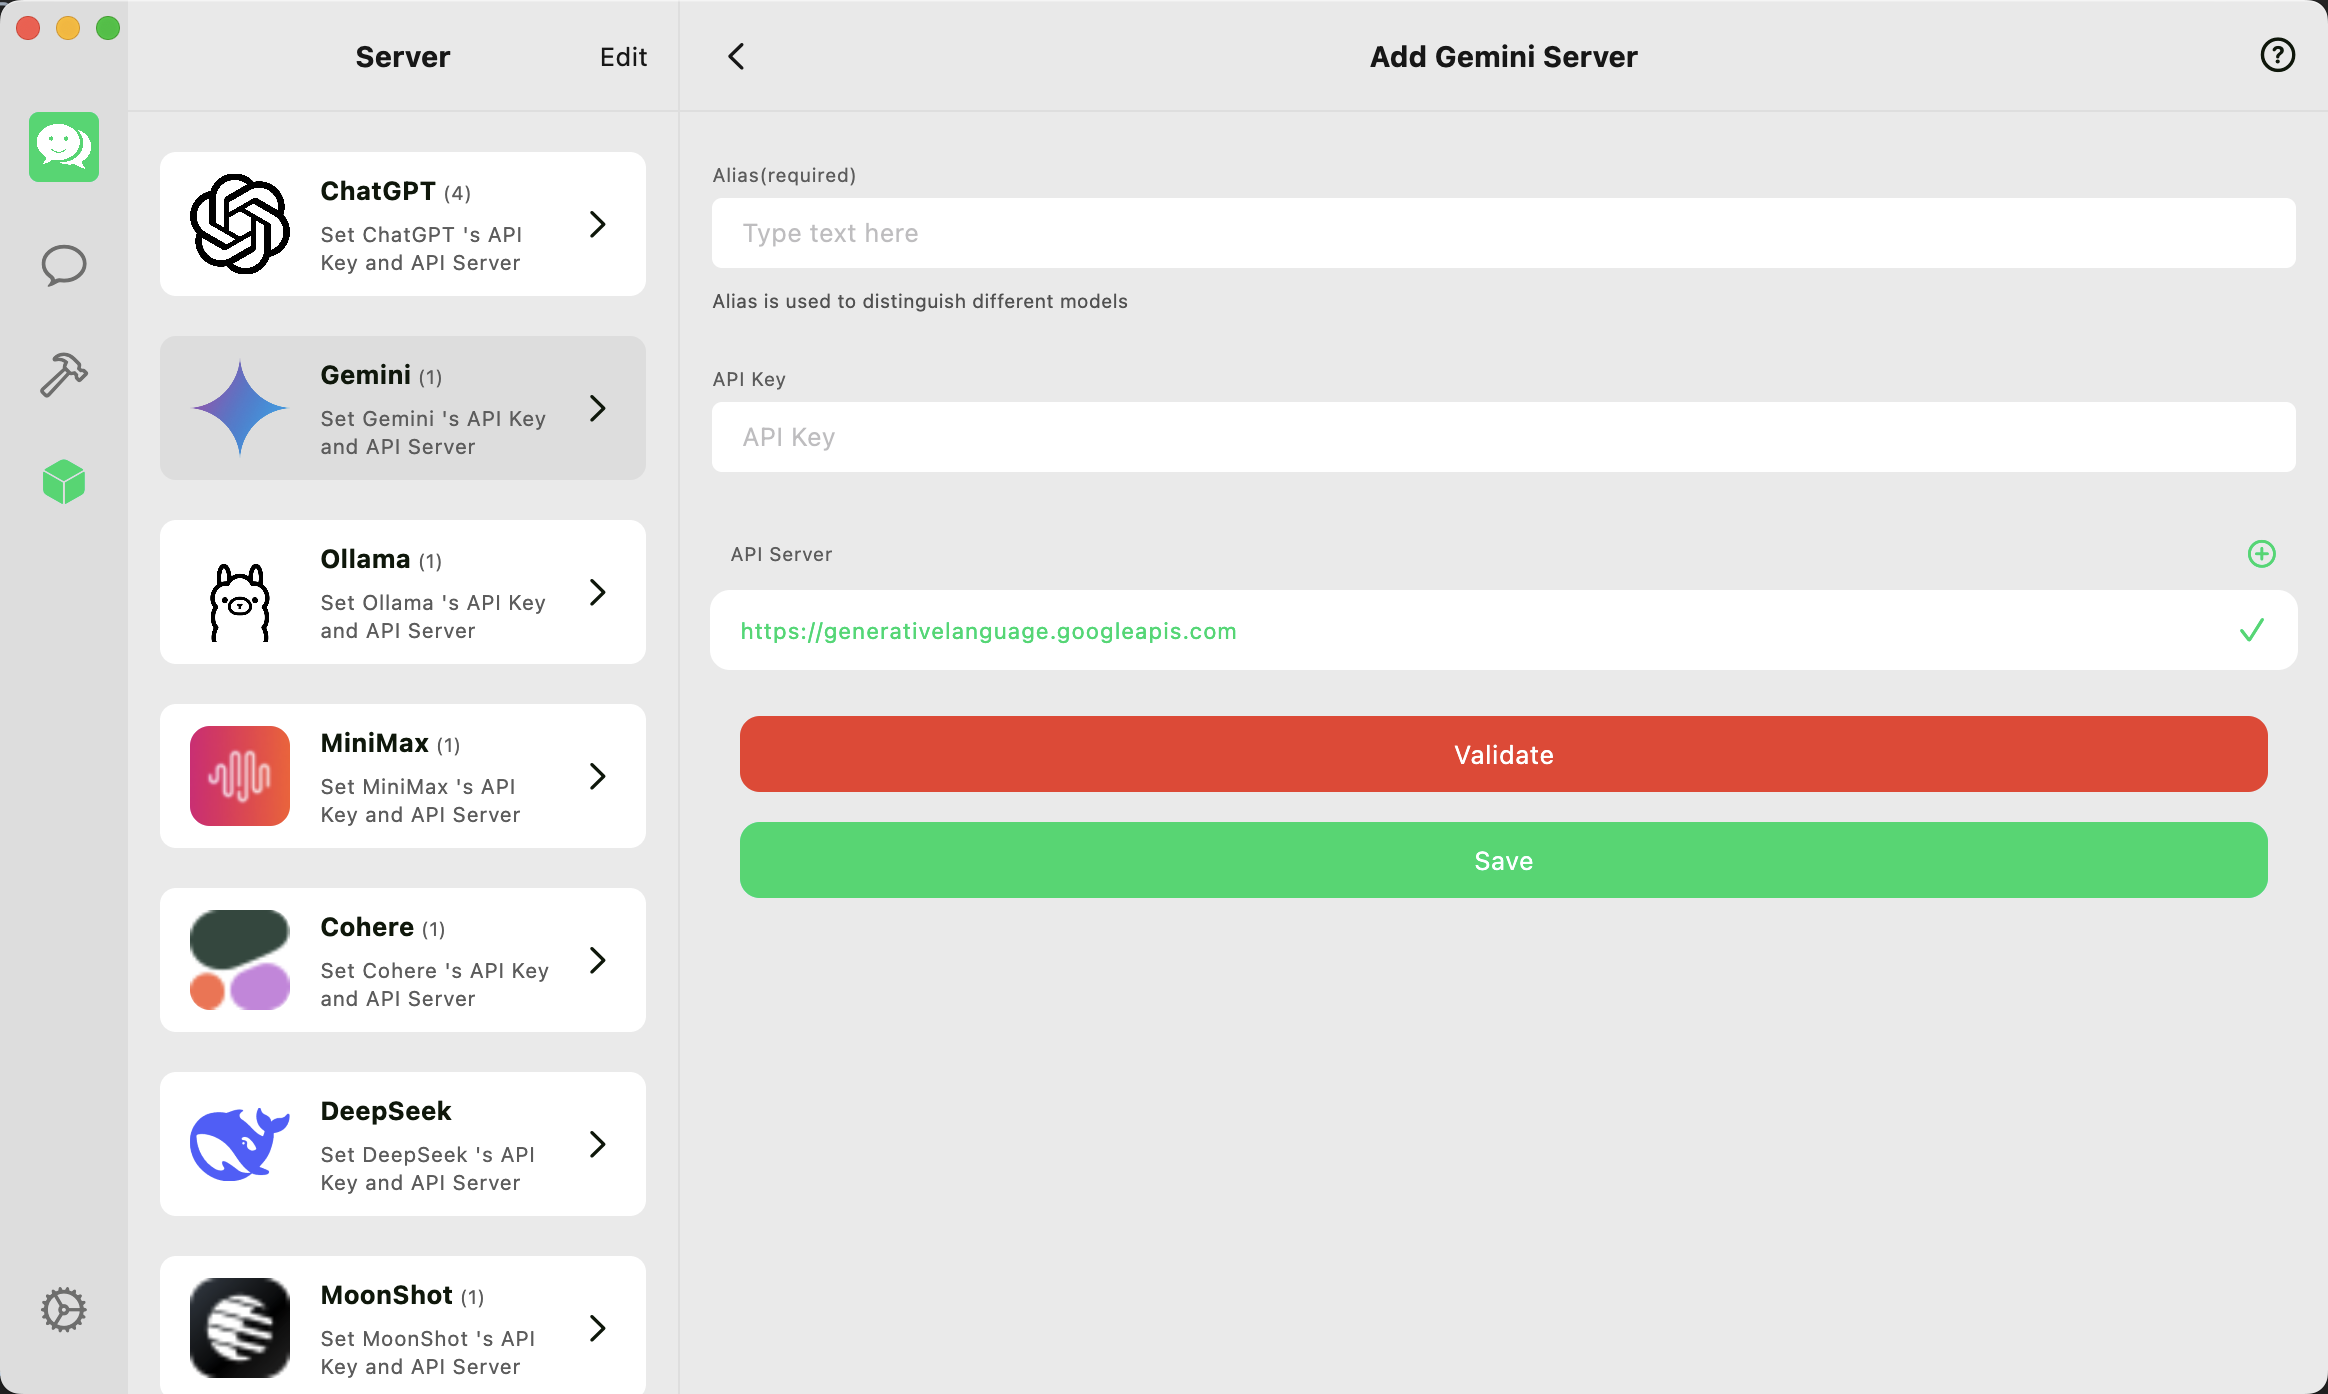 Server
Edit
ChatGPT (4)
Set ChatGPT 's API
Key and API Server
Gemini (1)
Set Gemini 's API Key
and API Server
Ollama (1)
Set Ollama 's API Key
and API Server
MiniMax (1)
Set MiniMax 's API
Key and API Server
Cohere (1)
Set Cohere 's API Key
and API Server
DeepSeek
Set DeepSeek 's API
Key and API Server
MoonShot (1)
Set MoonShot 's API
Key and API Server
Add Gemini Server
Alias(required)
Type text here
Alias is used to distinguish different models
API Key
API Key
API Server
https://generativelanguage.googleapis.com
Validate
Save